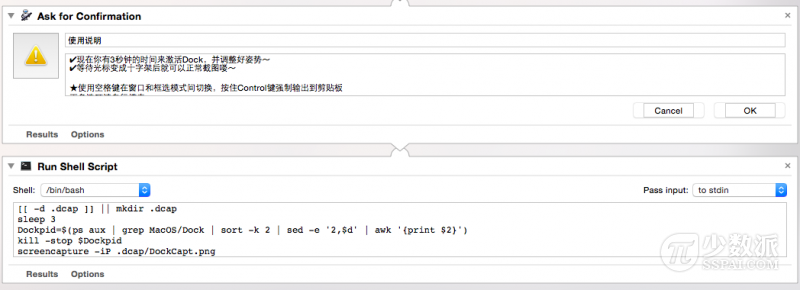 Ask for Confirmation
使用说明
✔现在你有3秒钟的时间来激活Dock，并调整好姿势～
✔等待光标变成十字架后就可以正常截图喽～
★使用空格键在窗口和框选模式间切换，按住Control键强制输出到剪贴板
Cancel OK
Results Options
Run Shell Script
Shell: /bin/bash Pass input: to stdin
[[ -d .dcap ]] || mkdir .dcap
sleep 3
Dockpid=$(ps aux | grep MacOS/Dock | sort -k 2 | sed -e '2,$d' | awk '{print $2}')
kill -stop $Dockpid
screencapture -iP .dcap/DockCapt.png
Results Options
少数派
SSPAI.COM